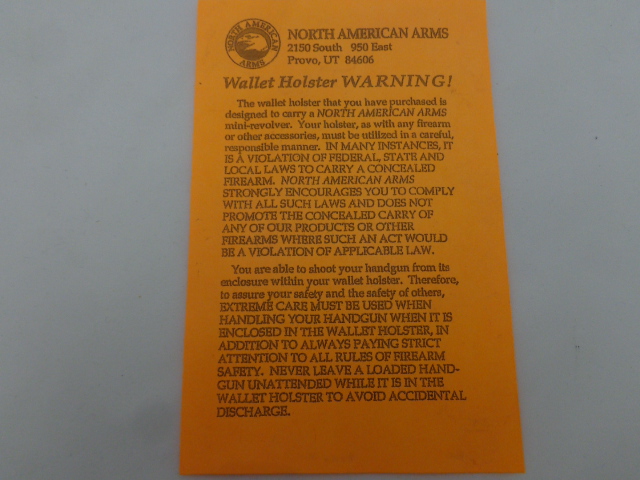 NORTH AMERICAN
ARMS
NORTH AMERICAN ARMS
2150 South 950 East
Provo, UT 84606
Wallet Holster WARNING!
The wallet holster that you have purchased is
designed to carry a NORTH AMERICAN ARMS
mini-revolver. Your holster, as with any firearm
or other accessories, must be utilized in a careful,
responsible manner. IN MANY INSTANCES, IT
IS A VIOLATION OF FEDERAL, STATE AND
LOCAL LAWS TO CARRY A CONCEALED
FIREARM. NORTH AMERICAN ARMS
STRONGLY ENCOURAGES YOU TO COMPLY
WITH ALL SUCH LAWS AND DOES NOT
PROMOTE THE CONCEALED CARRY OF
ANY OF OUR PRODUCTS OR OTHER
FIREARMS WHERE SUCH AN ACT WOULD
BE A VIOLATION OF APPLICABLE LAW.
You are able to shoot your handgun from its
enclosure within your wallet holster. Therefore,
to assure your safety and the safety of others,
EXTREME CARE MUST BE USED WHEN
HANDLING YOUR HANDGUN WHEN IT IS
ENCLOSED IN THE WALLET HOLSTER, IN
ADDITION TO ALWAYS PAYING STRICT
ATTENTION TO ALL RULES OF FIREARM
SAFETY. NEVER LEAVE A LOADED HAND-
GUN UNATTENDED WHILE IT IS IN THE
WALLET HOLSTER TO AVOID ACCIDENTAL
DISCHARGE.